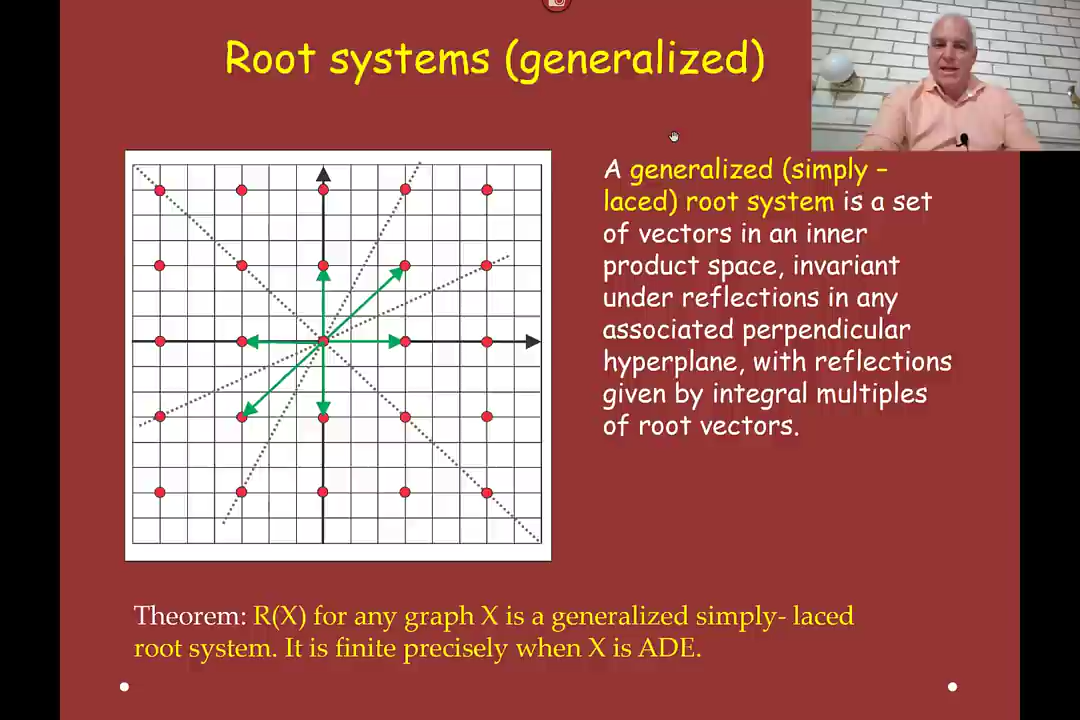 Root systems (generalized)
A generalized (simply –
laced) root system is a set
of vectors in an inner
product space, invariant
under reflections in any
associated perpendicular
hyperplane, with reflections
given by integral multiples
of root vectors.
Theorem: R(X) for any graph X is a generalized simply- laced
root system. It is finite precisely when X is ADE.